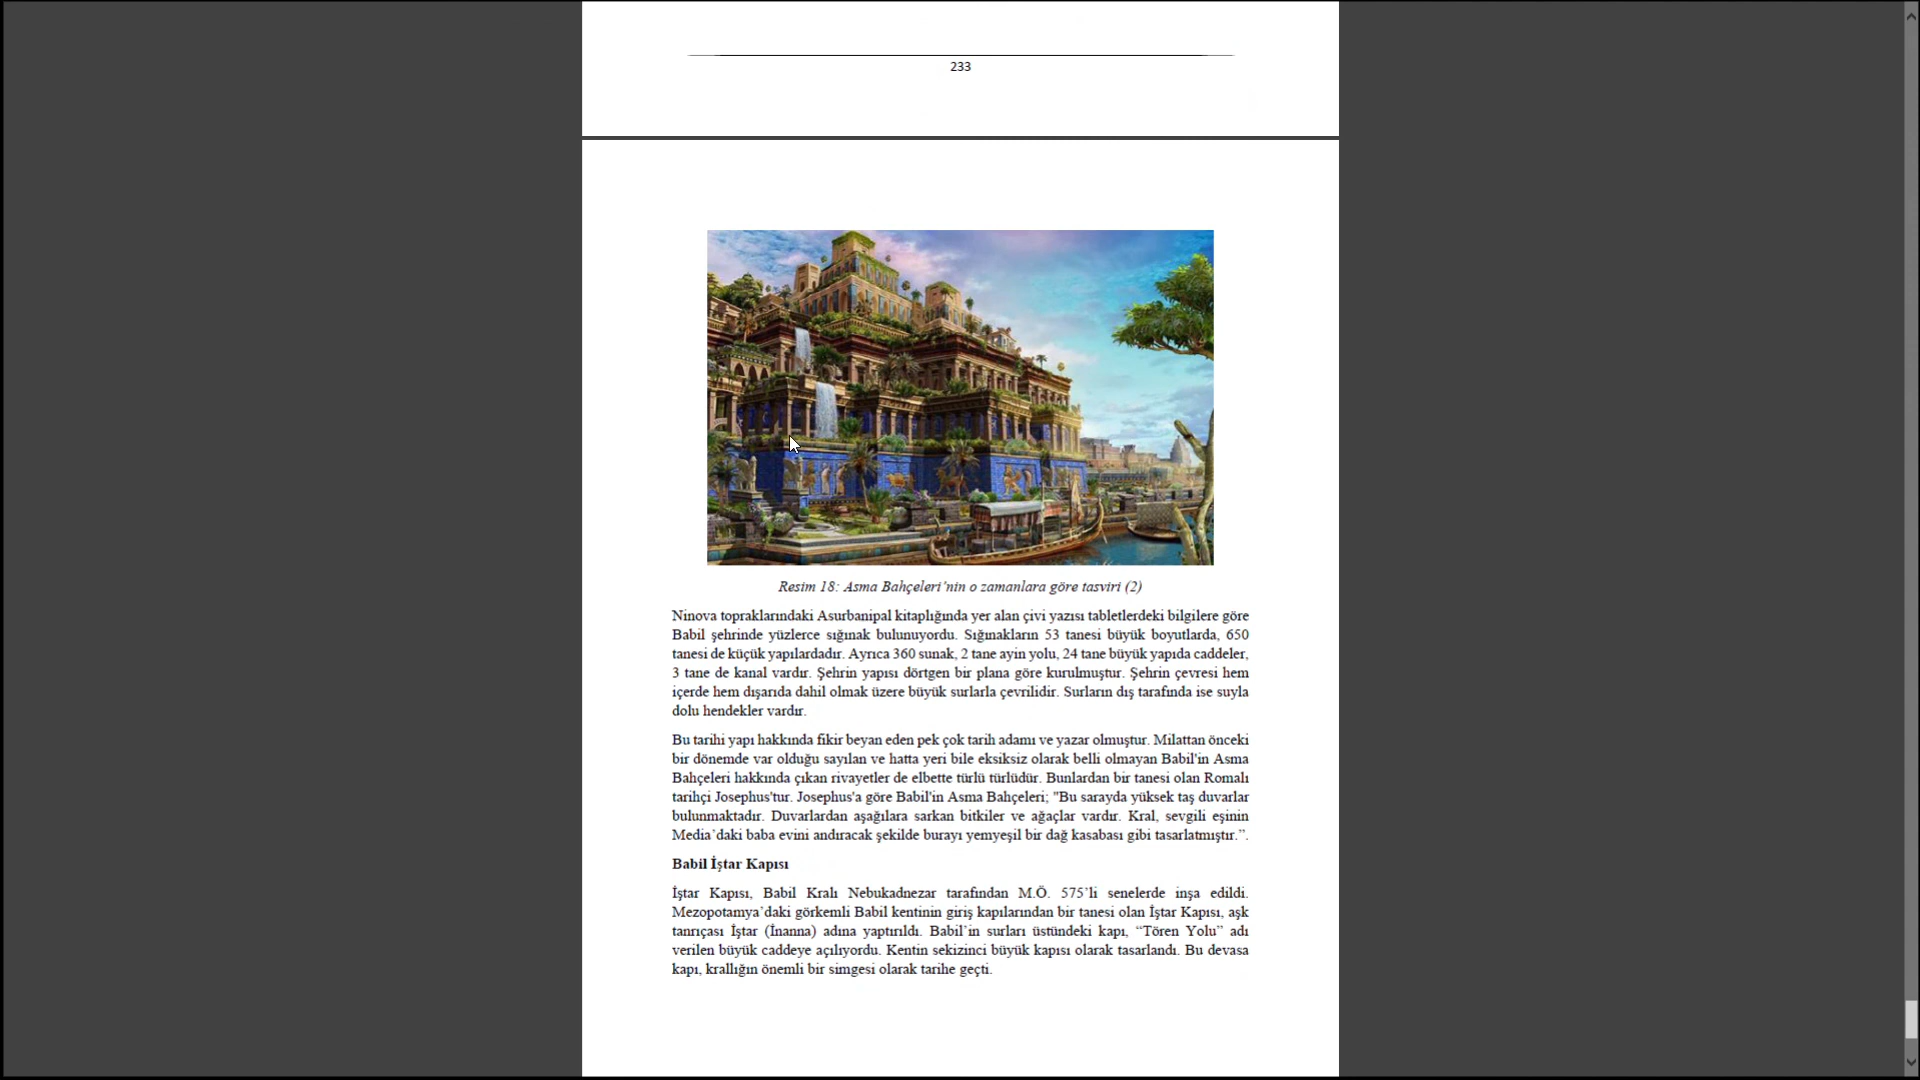 233
Resim 18: Asma Bahçeleri’nin o zamanlara göre tasviri (2)
Ninova topraklarındaki Asurbanipal kitaplığında yer alan çivi yazısı tabletlerdeki bilgilere göre
Babil şehrinde yüzlerce sığınak bulunuyordu. Sığınakların 53 tanesi büyük boyutlarda, 650
tanesi de küçük yapılardadır. Ayrıca 360 sunak, 2 tane ayin yolu, 24 tane büyük yapıda caddeler,
3 tane de kanal vardır. Şehrin yapısı dörtgen bir plana göre kurulmuştur. Şehrin çevresi hem
içerde hem dışarıda dahil olmak üzere büyük surlarla çevrilidir. Surların dış tarafında ise suyla
dolu hendekler vardır.
Bu tarihi yapı hakkında fikir beyan eden pek çok tarih adamı ve yazar olmuştur. Milattan önceki
bir dönemde var olduğu sayılan ve hatta yeri bile eksiksiz olarak belli olmayan Babil'in Asma
Bahçeleri hakkında çıkan rivayetler de elbette türlü türlüdür. Bunlardan bir tanesi olan Romalı
tarihçi Josephus'tur. Josephus'a göre Babil'in Asma Bahçeleri; "Bu sarayda yüksek taş duvarlar
bulunmaktadır. Duvarlardan aşağılara sarkan bitkiler ve ağaçlar vardır. Kral, sevgili eşinin
Media’daki baba evini andıracak şekilde burayı yemyeşil bir dağ kasabası gibi tasarlatmıştır.”.
Babil İştar Kapısı
İştar Kapısı, Babil Kralı Nebukadnezar tarafından M.Ö. 575’li senelerde inşa edildi.
Mezopotamya’daki görkemli Babil kentinin giriş kapılarından bir tanesi olan İştar Kapısı, aşk
tanrıçası İştar (İnanna) adına yaptırıldı. Babil’in surları üstündeki kapı, “Tören Yolu” adı
verilen büyük caddeye açılıyordu. Kentin sekizinci büyük kapısı olarak tasarlandı. Bu devasa
kapı, krallığın önemli bir simgesi olarak tarihe geçti.